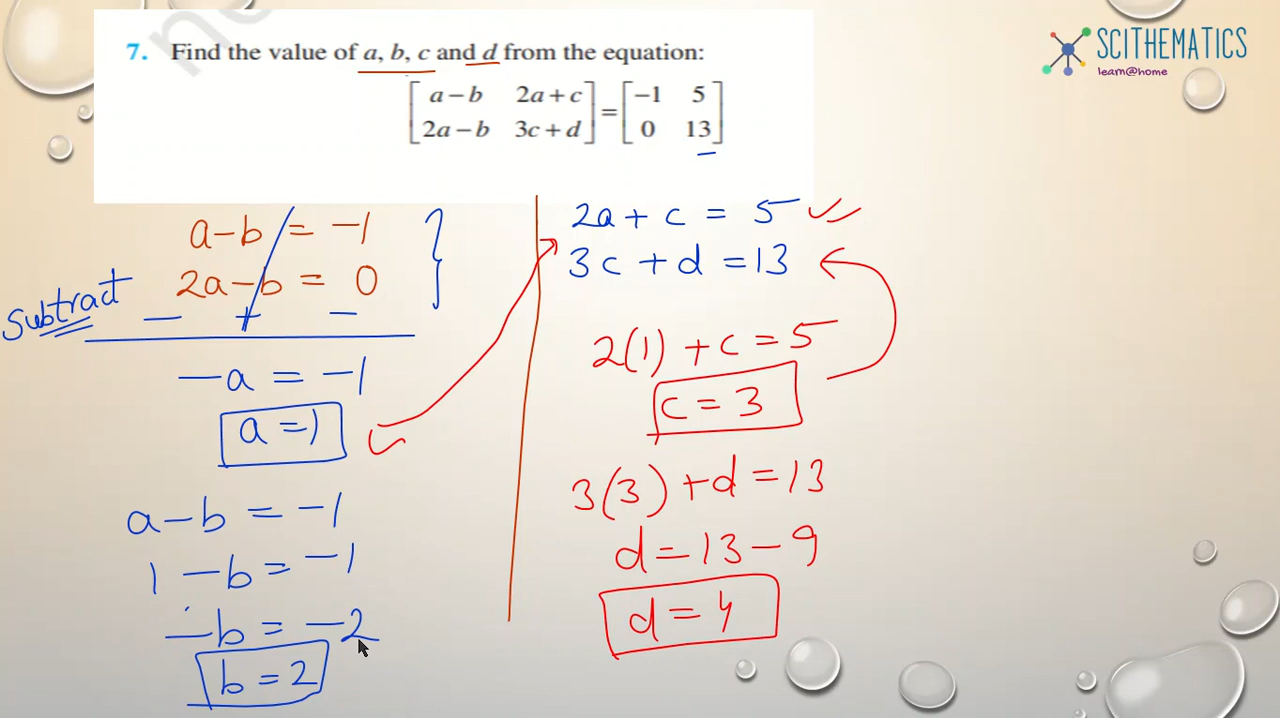 7. Find the value of a, b, c and d from the equation:
[a – b 2a + c] = [–1 5]
[2a – b 3c + d] [0 13]
SCITHEMATICS
learn@home
a – b = –1
2a – b = 0
Subtract – + –
–a = –1
a = 1
a – b = –1
1 – b = –1
–b = –2
b = 2
2a + c = 5
3c + d = 13
2(1) + c = 5
c = 3
3(3) + d = 13
d = 13 – 9
d = 4